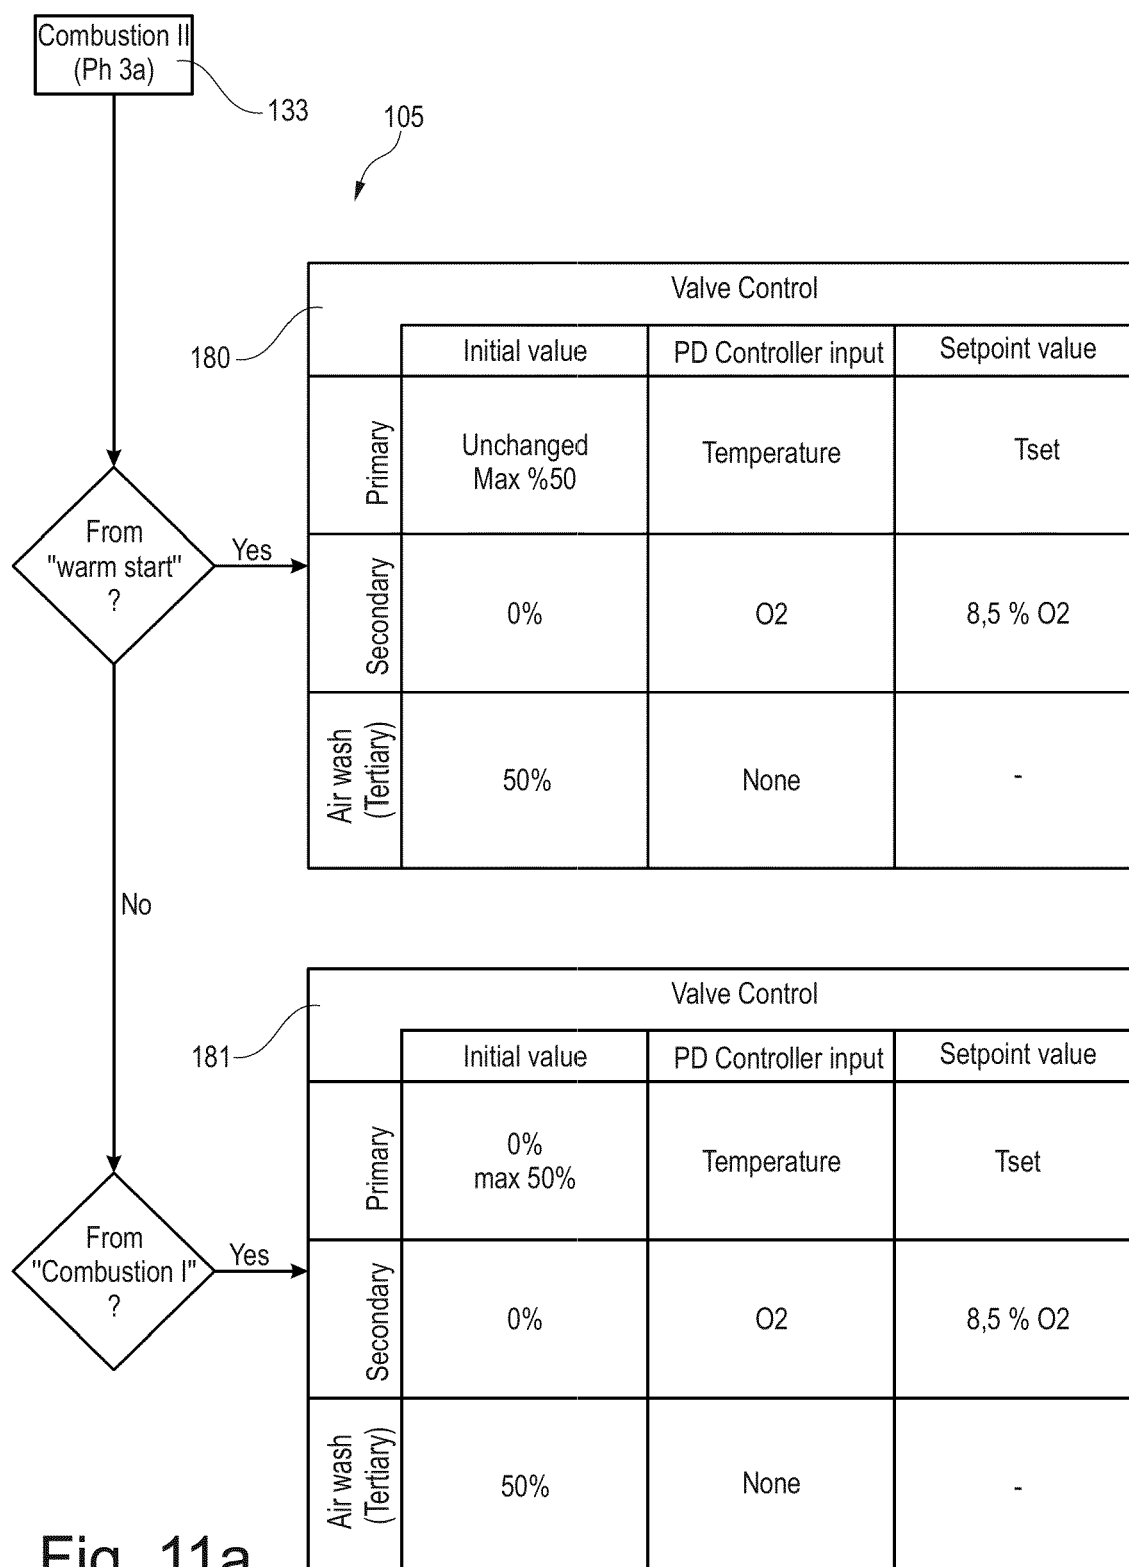 Combustion II
(Ph 3a)
133
105
Valve Control
180
Initial value
PD Controller input
Setpoint value
Primary
Unchanged
Max %50
Temperature
Tset
From
"warm start"
?
Yes
Secondary
0%
O2
8,5 % O2
Air wash
(Tertiary)
50%
None
-
No
Valve Control
181
Initial value
PD Controller input
Setpoint value
Primary
0%
max 50%
Temperature
Tset
From
"Combustion I"
?
Yes
Secondary
0%
O2
8,5 % O2
Air wash
(Tertiary)
50%
None
-
Fig. 11a